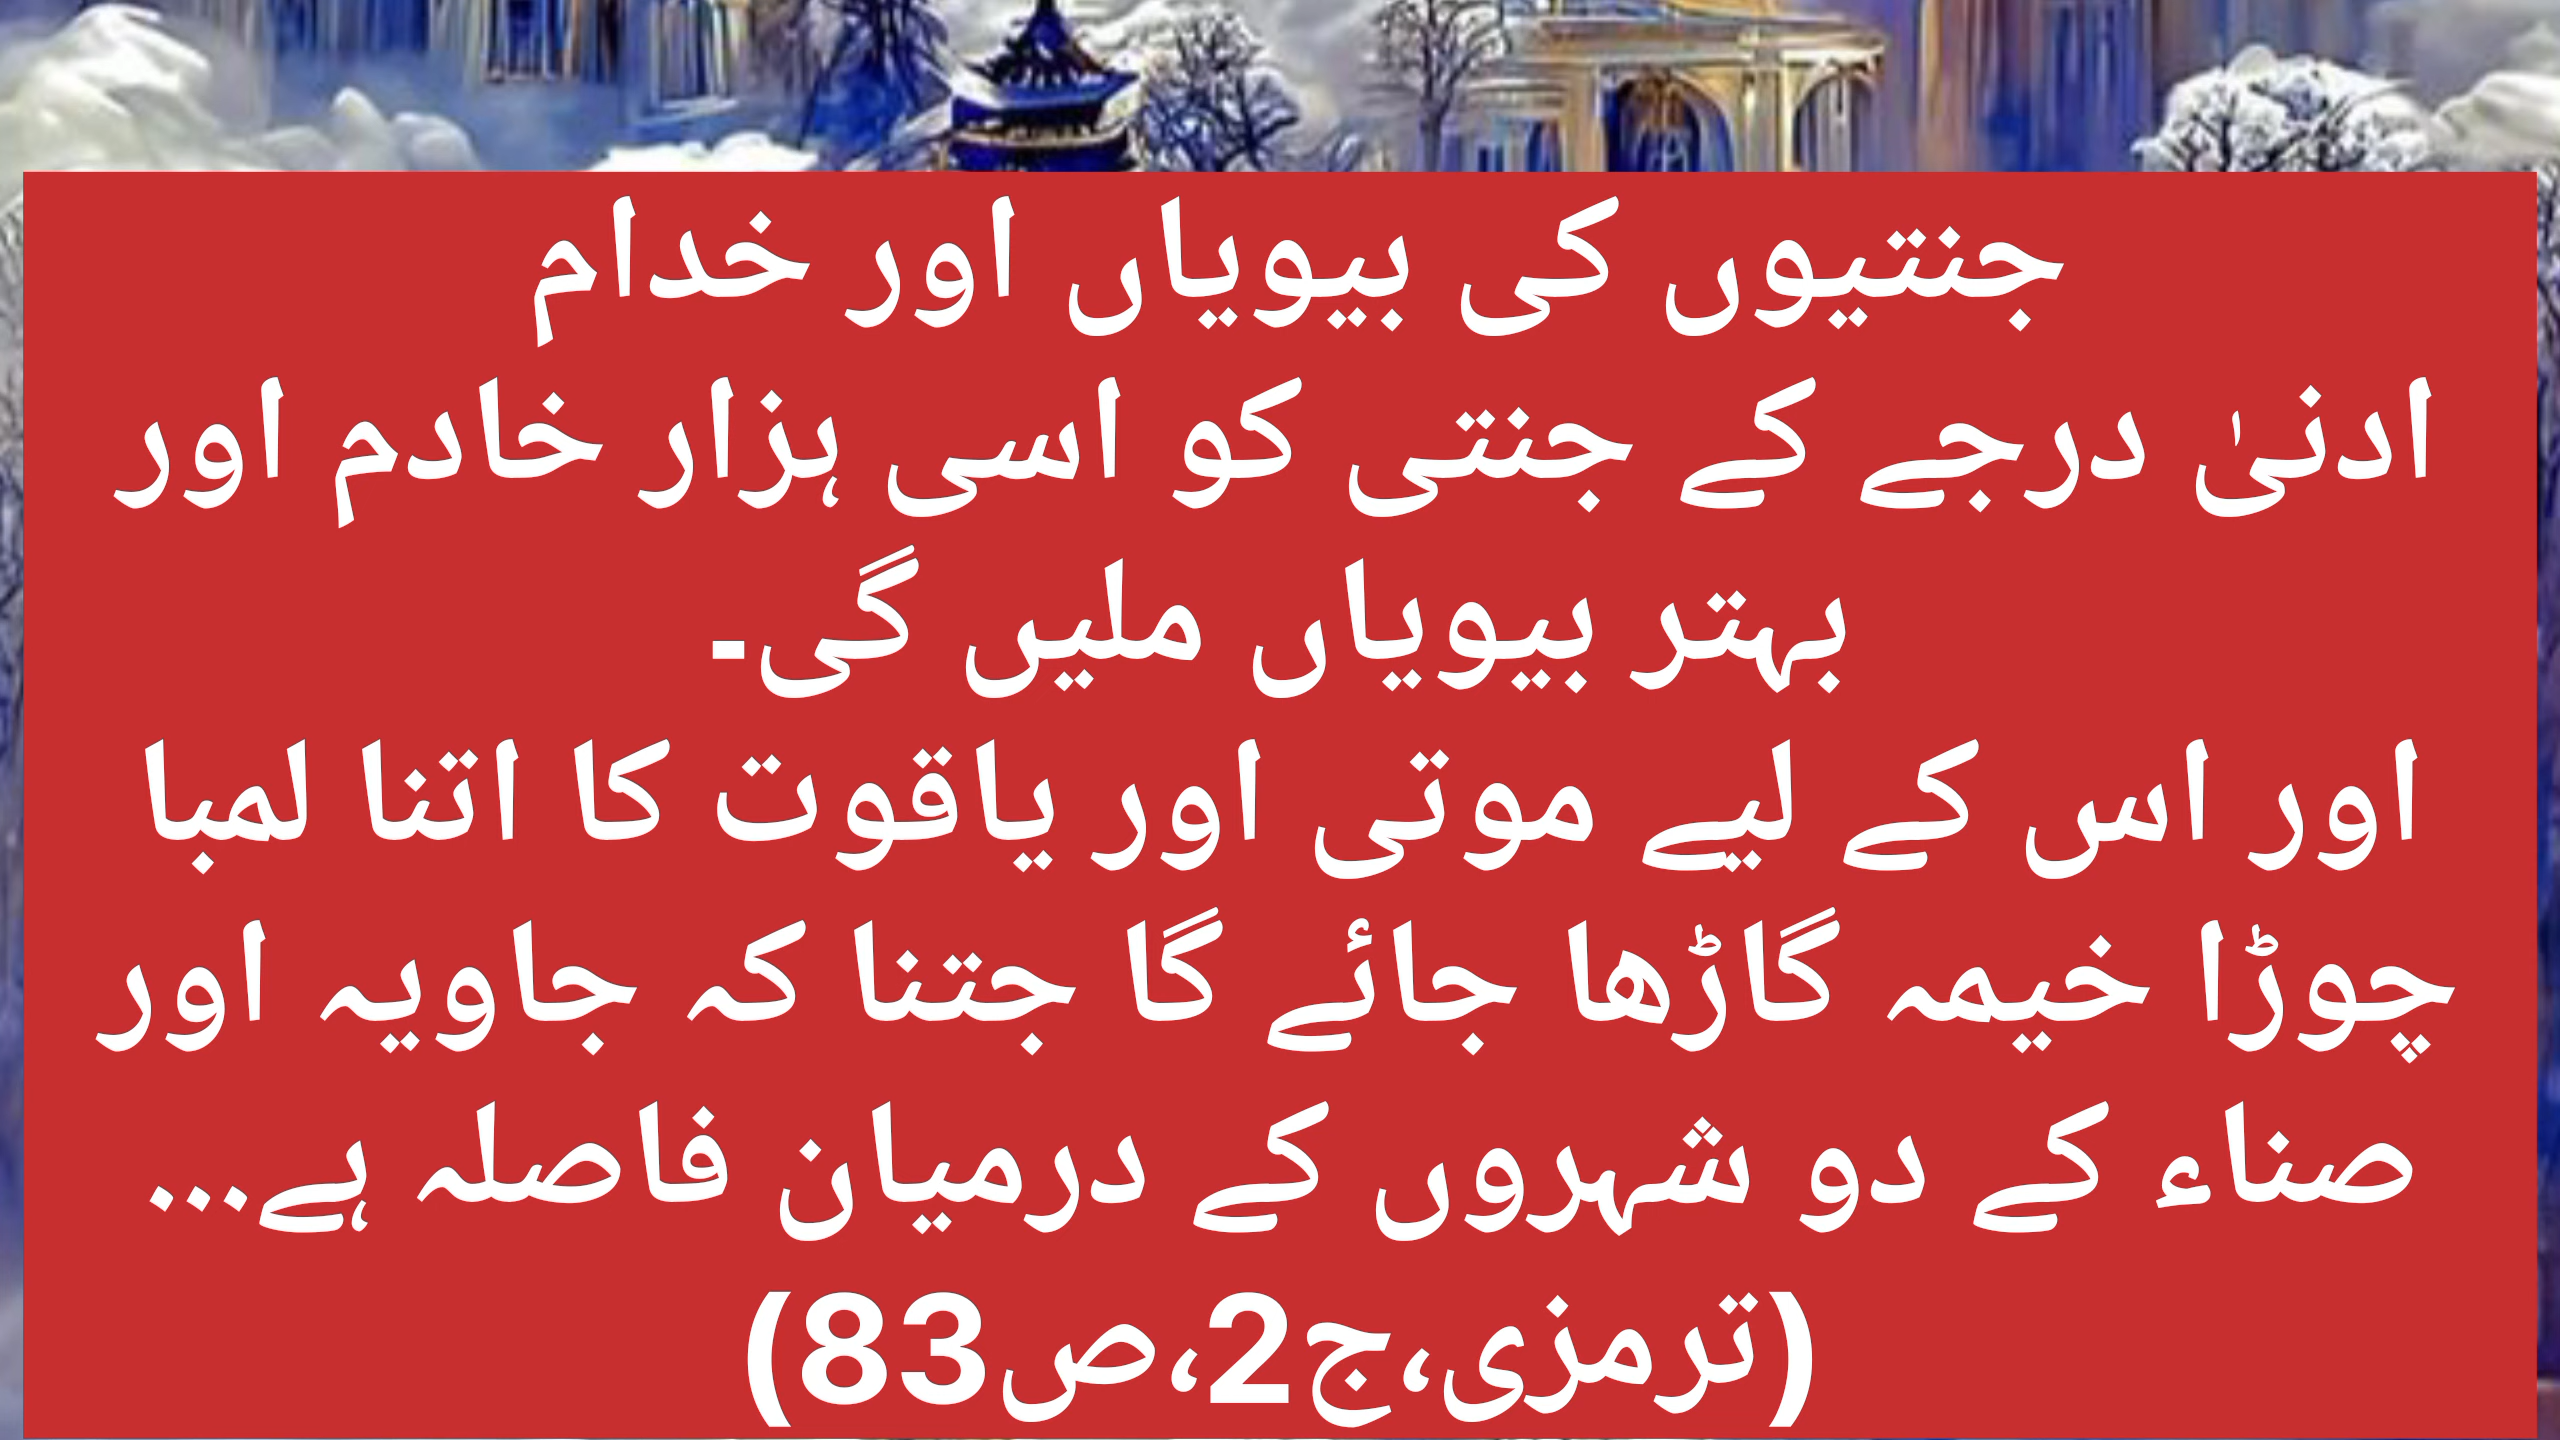 جنتیوں کی بیویاں اور خدام
ادنیٰ درجے کے جنتی کو اسی ہزار خادم اور
بہتر بیویاں ملیں گی۔
اور اس کے لیے موتی اور یاقوت کا اتنا لمبا
چوڑا خیمہ گاڑھا جائے گا جتنا کہ جاویہ اور
صناء کے دو شہروں کے درمیان فاصلہ ہے...
(ترمزی،ج2،ص83)